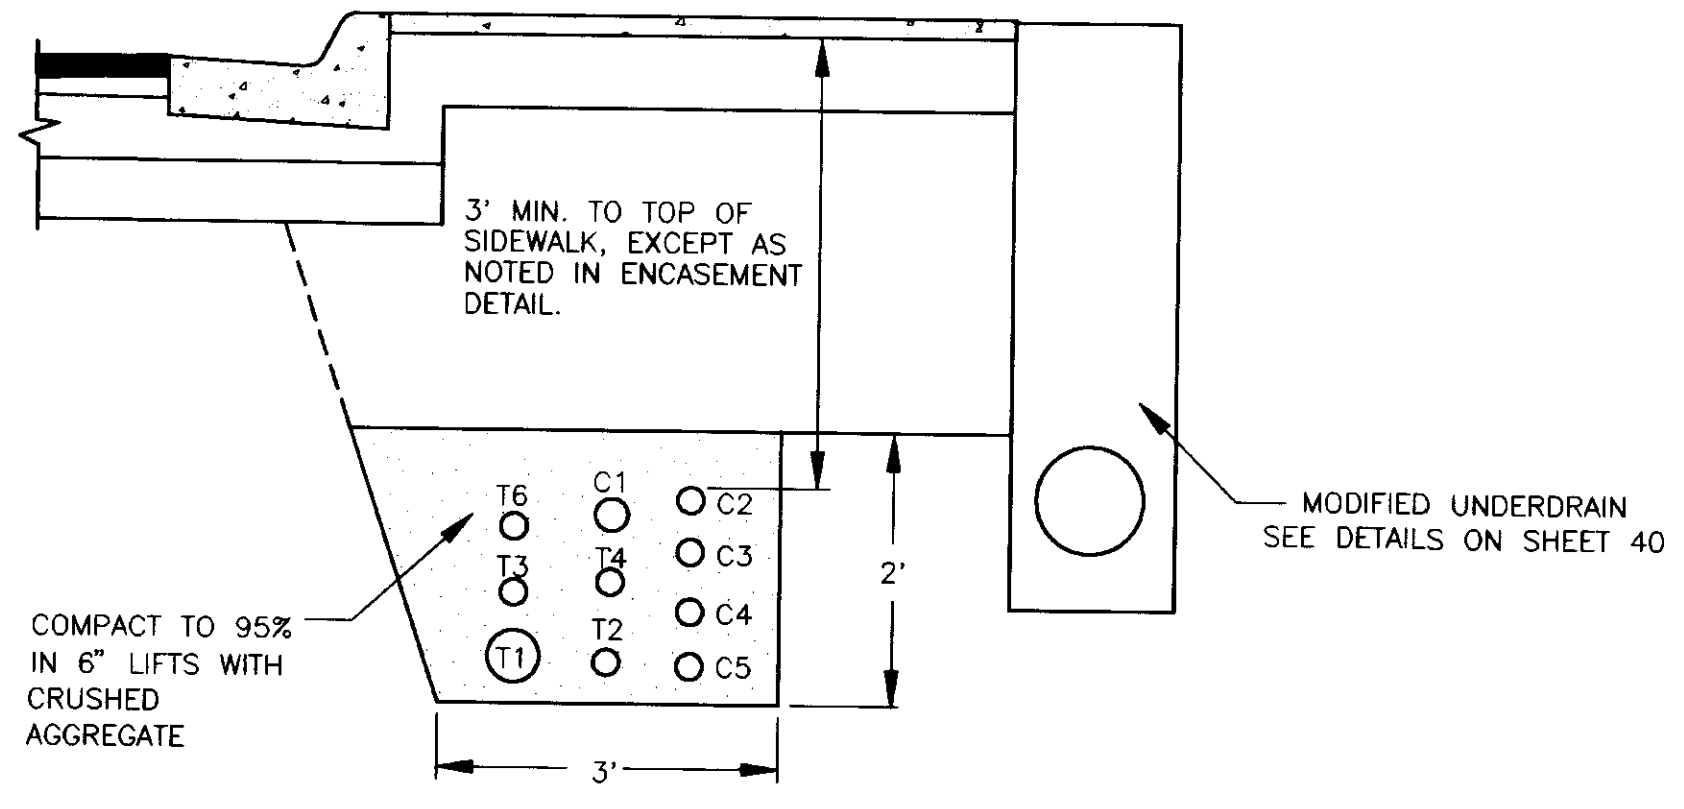 3' MIN. TO TOP OF
SIDEWALK, EXCEPT AS
NOTED IN ENCASEMENT
DETAIL.
T6
C1
C2
T3
T4
C3
T1
T2
C4
C5
2'
3'
COMPACT TO 95%
IN 6” LIFTS WITH
CRUSHED
AGGREGATE
MODIFIED UNDERDRAIN
SEE DETAILS ON SHEET 40